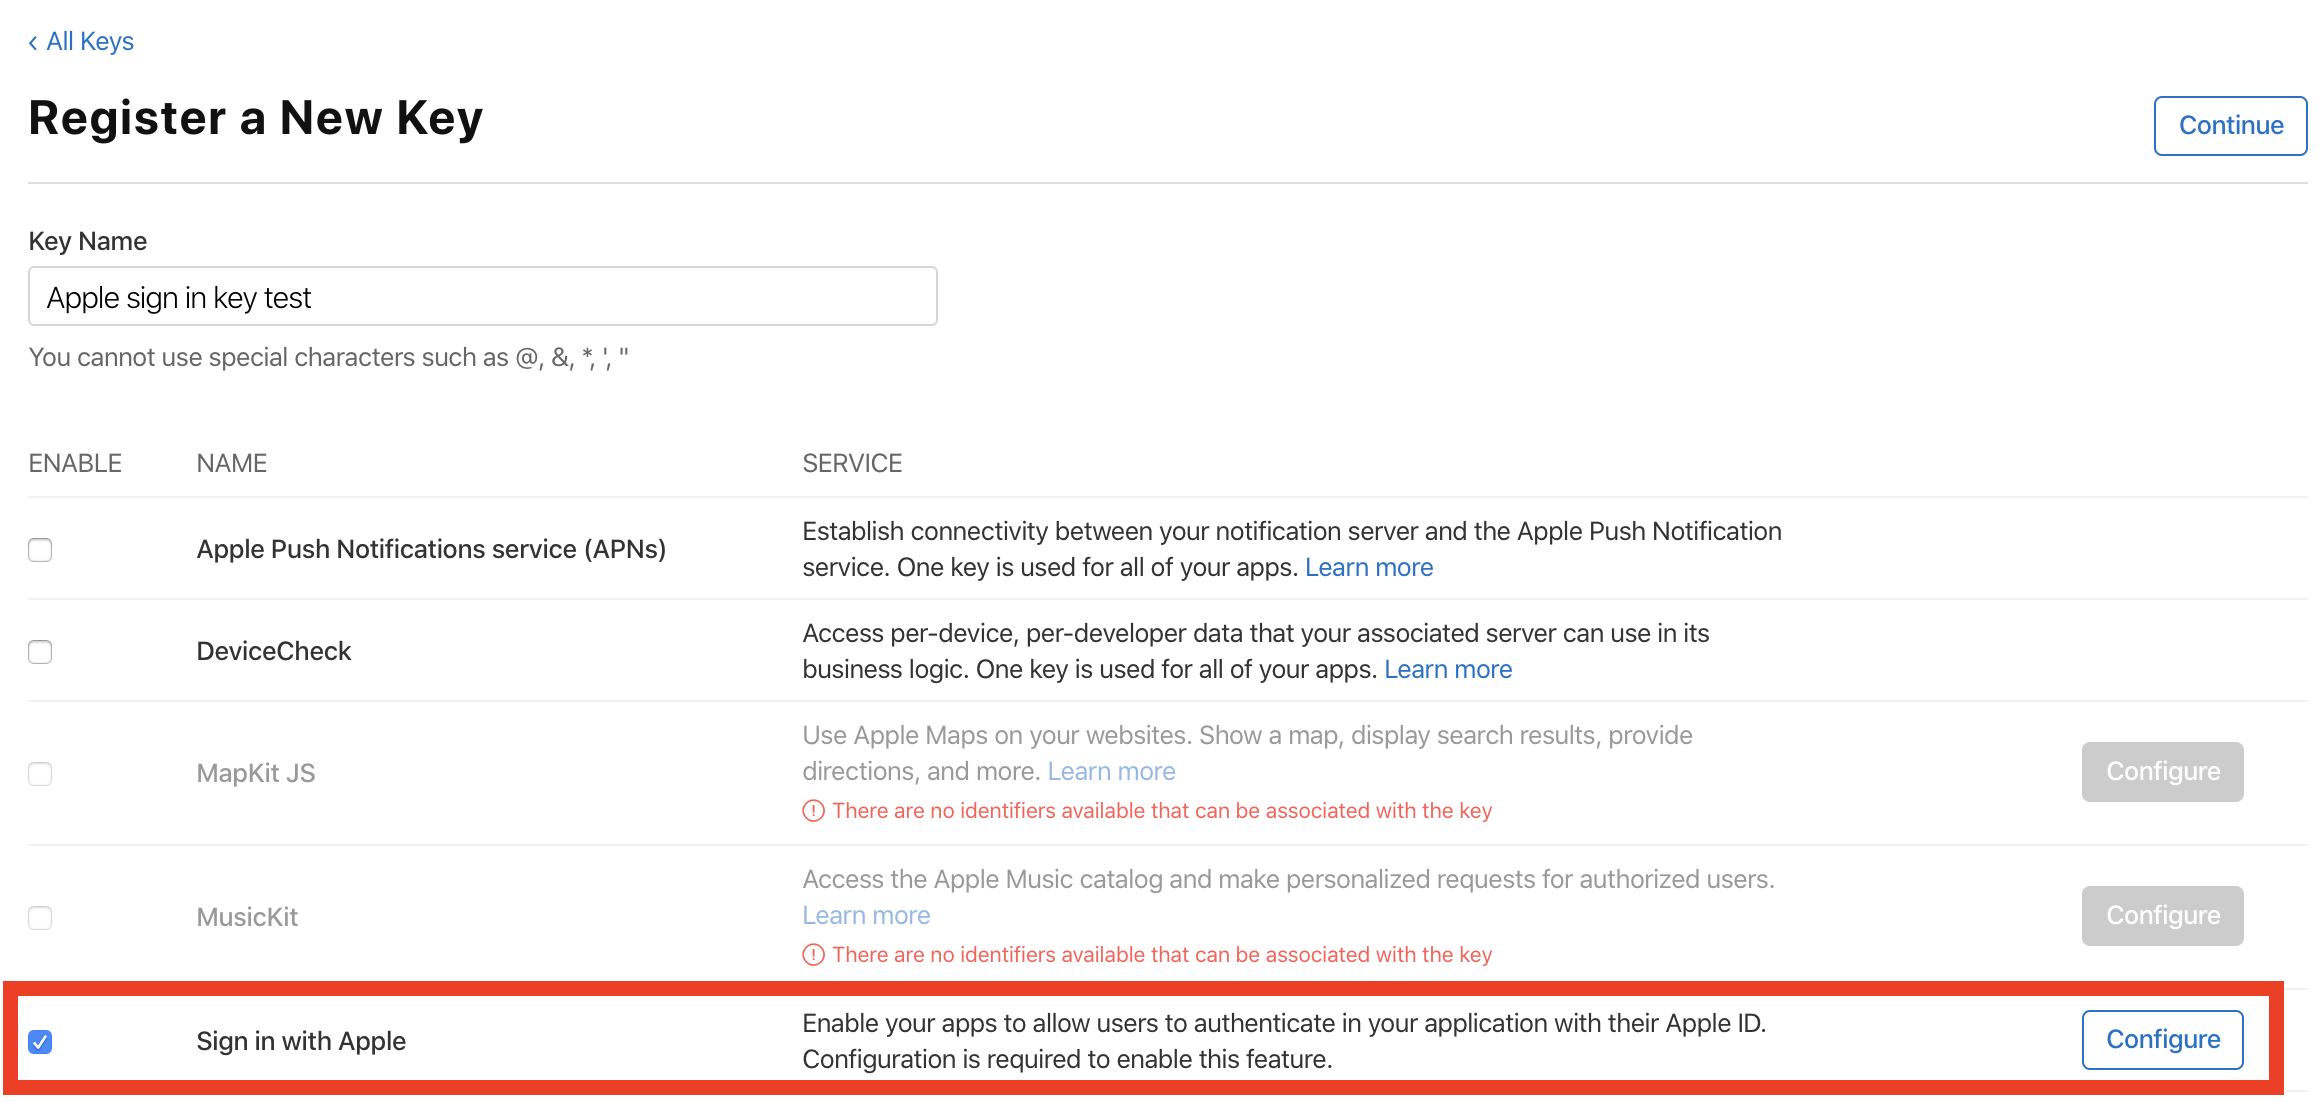 ‹ All Keys
Register a New Key
Continue
Key Name
Apple sign in key test
You cannot use special characters such as @, &, *, ', "
ENABLE NAME SERVICE
Apple Push Notifications service (APNs)
Establish connectivity between your notification server and the Apple Push Notification
service. One key is used for all of your apps. Learn more
DeviceCheck
Access per-device, per-developer data that your associated server can use in its
business logic. One key is used for all of your apps. Learn more
MapKit JS
Use Apple Maps on your websites. Show a map, display search results, provide
directions, and more. Learn more
There are no identifiers available that can be associated with the key
Configure
MusicKit
Access the Apple Music catalog and make personalized requests for authorized users.
Learn more
There are no identifiers available that can be associated with the key
Configure
Sign in with Apple
Enable your apps to allow users to authenticate in your application with their Apple ID.
Configuration is required to enable this feature.
Configure